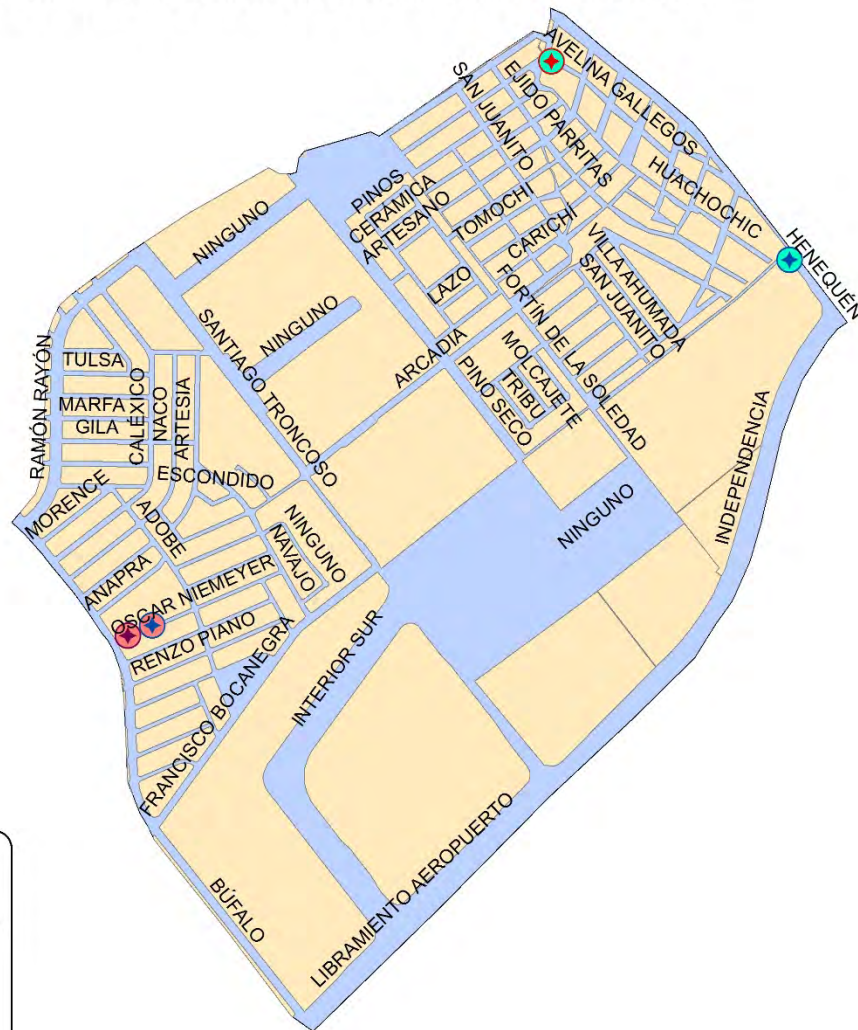 AVELINA GALLEGOS
SAN JUANITO
EJIDO PARRITAS
HUACHOCHIC
PINOS
CERÁMICA
ARTESANO
TOMOCHI
CARICHI
NINGUNO
HENEQUÉN
VILLA AHUMADA
SAN JUANITO
LAZO
FORTÍN DE LA SOLEDAD
NINGUNO
SANTIAGO TRONCOSO
ARCADIA
MOLCAJETE
TRIBU
PINO SECO
RAMÓN RAYÓN
TULSA
CALÉXICO
NACO
ARTESIA
MARFA
GILA
INDEPENDENCIA
ESCONDIDO
MORENCE
ADOBE
NINGUNO
NINGUNO
NAVAJO
ANAPRA
OSCAR NIEMEYER
RENZO PIANO
INTERIOR SUR
FRANCISCO BOCANEGRA
LIBRAMIENTO AEROPUERTO
BÚFALO